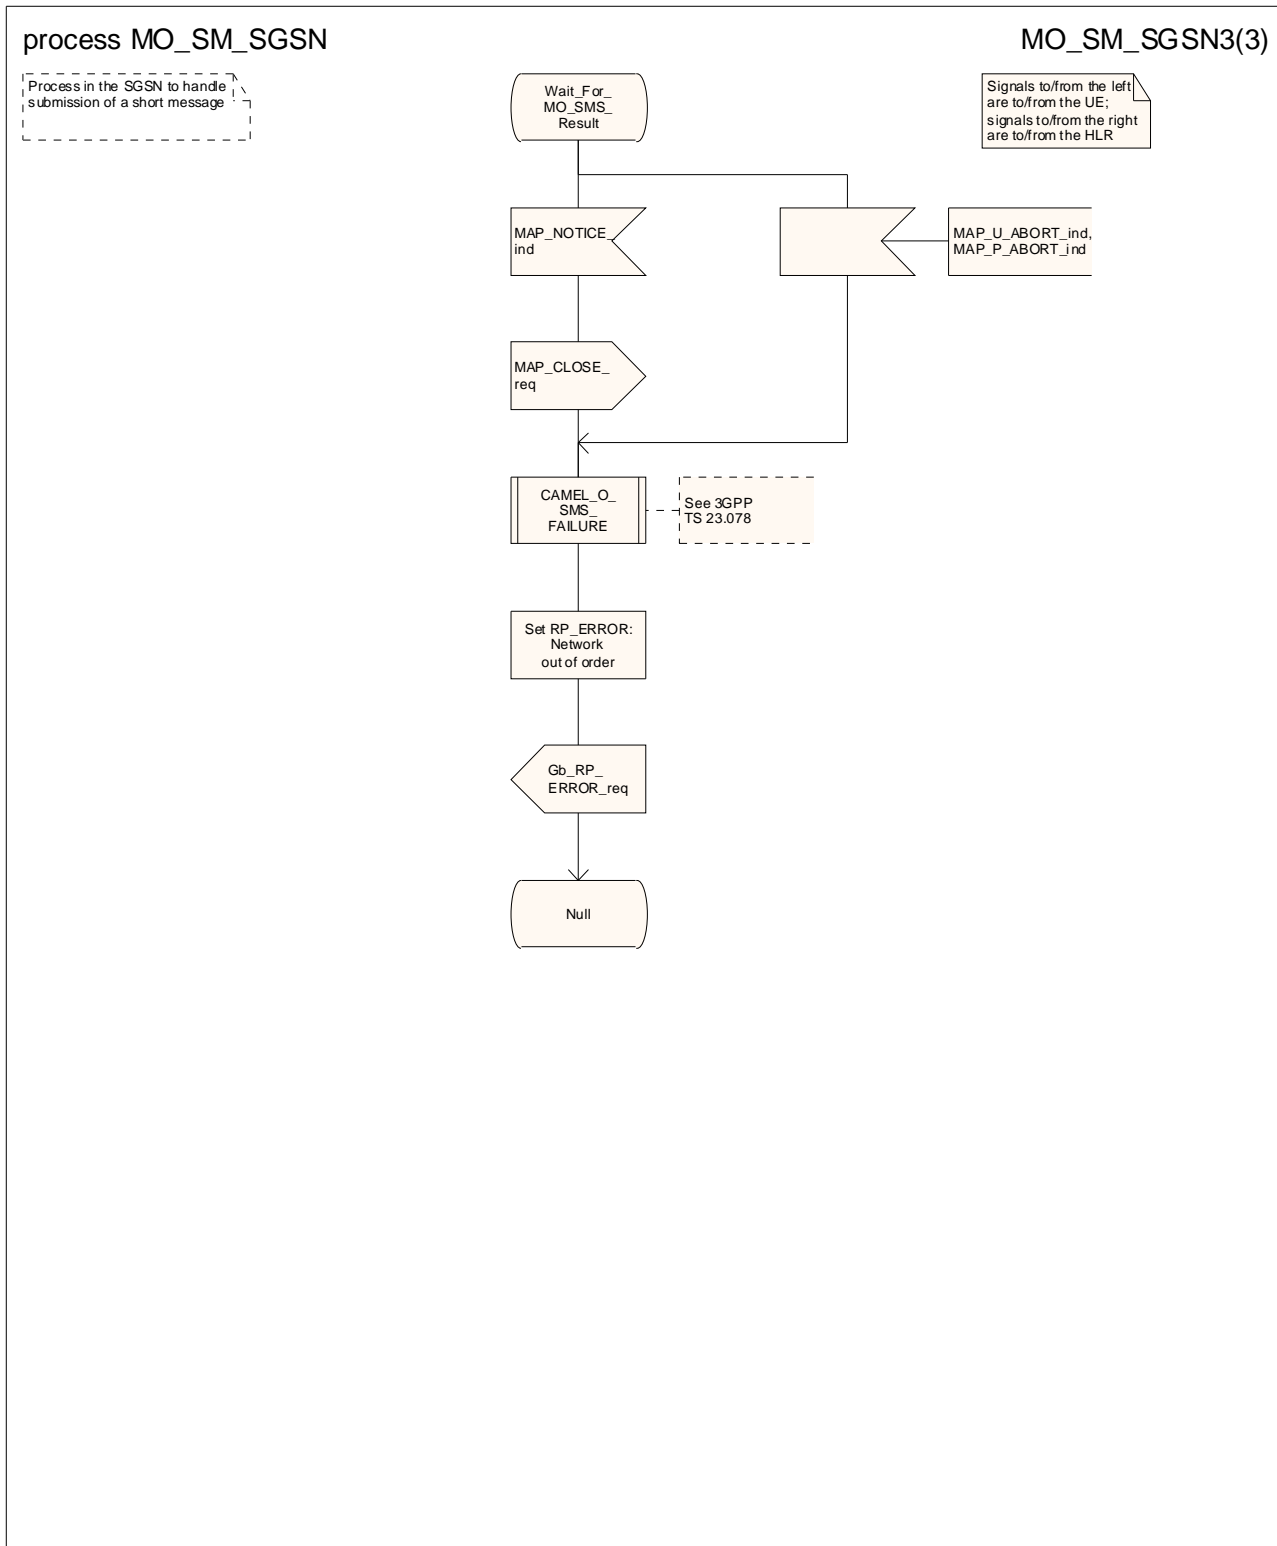 process MO_SM_SGSN
MO_SM_SGSN3(3)
Process in the SGSN to handle
submission of a short message
Wait_For_
MO_SMS_
Result
Signals to/from the left
are to/from the UE;
signals to/from the right
are to/from the HLR
MAP_NOTICE_
ind
MAP_U_ABORT_ind,
MAP_P_ABORT_ind
MAP_CLOSE_
req
CAMEL_O_
SMS_
FAILURE
See 3GPP
TS 23.078
Set RP_ERROR:
Network
out of order
Gb_RP_
ERROR_req
Null